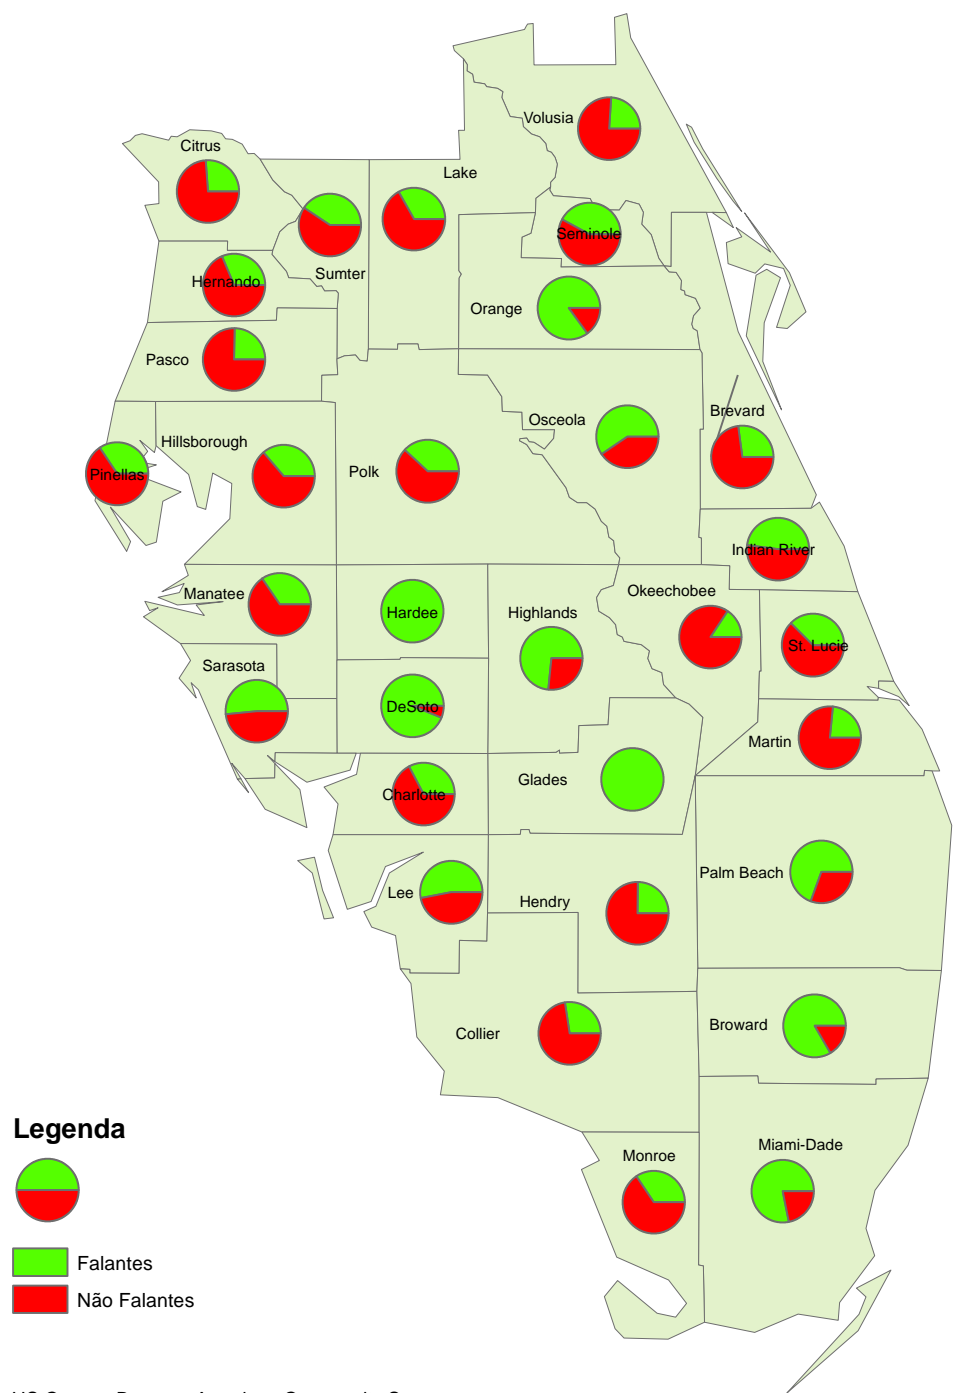 Volusia
Citrus
Lake
Seminole
Sumter
Hernando
Orange
Pasco
Brevard
Osceola
Hillsborough
Polk
Pinellas
Indian River
Okeechobee
Manatee
Hardee
Highlands
St. Lucie
Sarasota
DeSoto
Martin
Glades
Charlotte
Palm Beach
Lee
Hendry
Broward
Collier
Legenda
Miami-Dade
Monroe
Falantes
Não Falantes